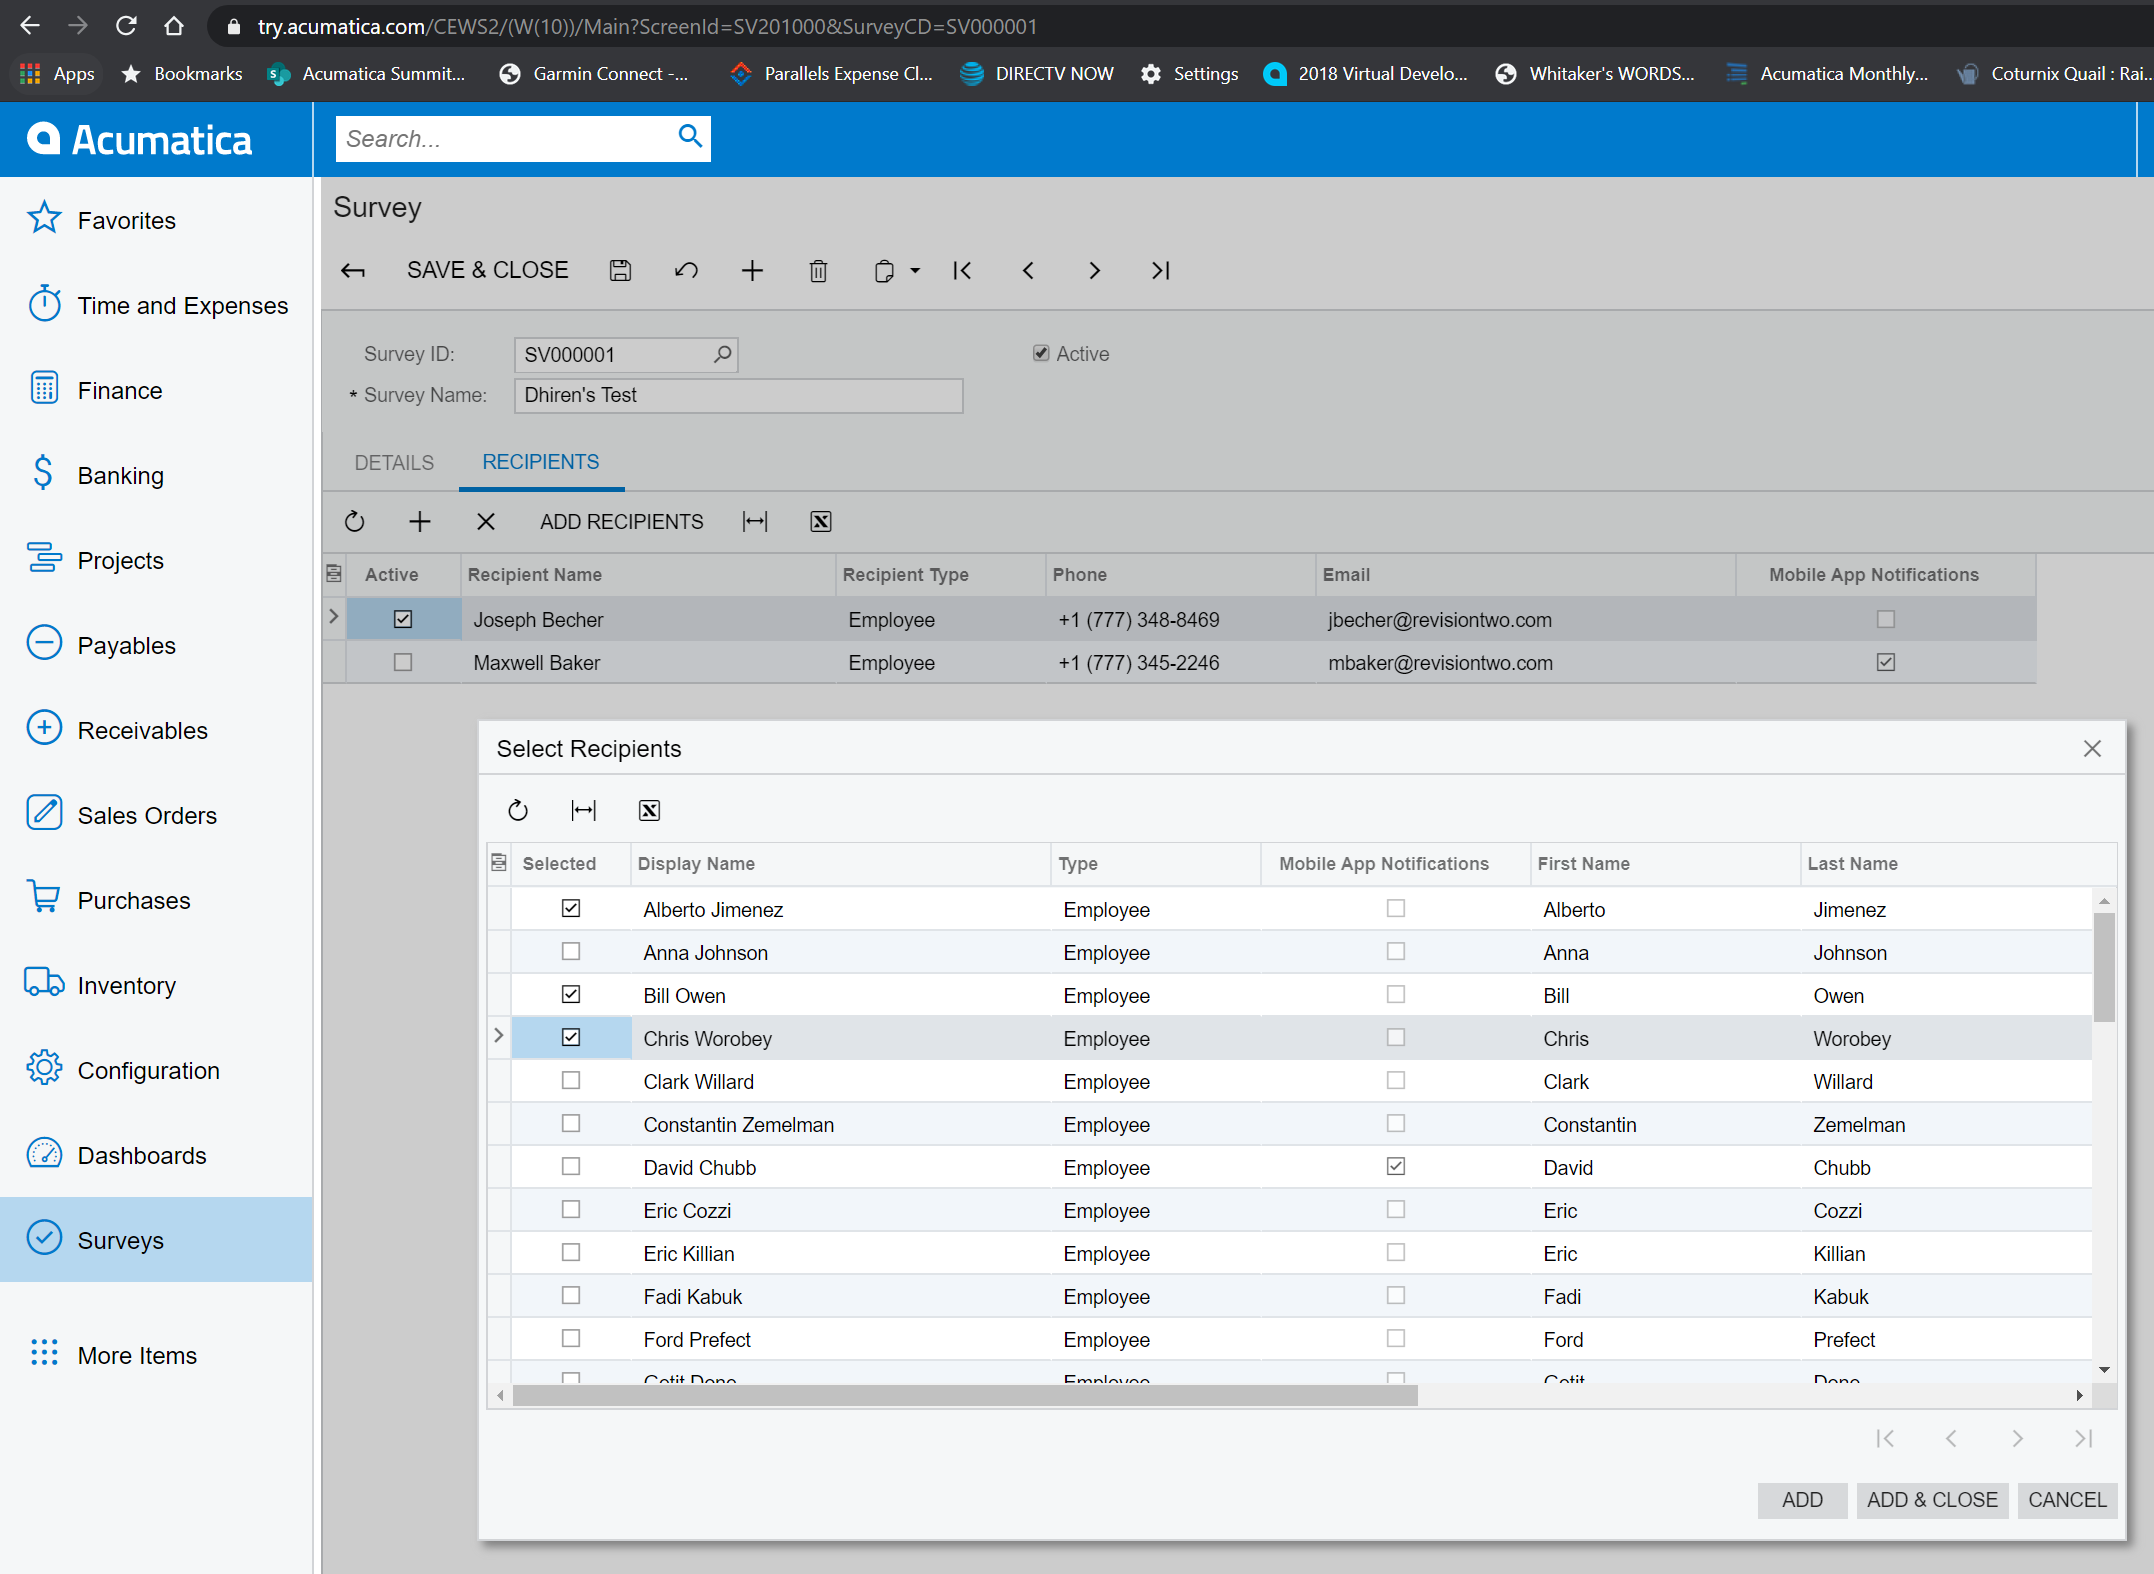 try.acumatica.com/CEWS2/(W(10))/Main?ScreenId=SV201000&SurveyCD=SV000001
Apps Bookmarks Acumatica Summit... Garmin Connect -... Parallels Expense Cl... DIRECTV NOW Settings 2018 Virtual Develo... Whitaker's WORDS... Acumatica Monthly... Coturnix Quail : Rai...
Acumatica
Search...
Favorites
Time and Expenses
Finance
Banking
Projects
Payables
Receivables
Sales Orders
Purchases
Inventory
Configuration
Dashboards
Surveys
More Items
Survey
SAVE & CLOSE
Survey ID: SV000001 Active
* Survey Name: Dhiren's Test
DETAILS RECIPIENTS
ADD RECIPIENTS
Active Recipient Name Recipient Type Phone Email Mobile App Notifications
Joseph Becher Employee +1 (777) 348-8469 jbecher@revisiontwo.com
Maxwell Baker Employee +1 (777) 345-2246 mbaker@revisiontwo.com
Select Recipients
Selected Display Name Type Mobile App Notifications First Name Last Name
Alberto Jimenez Employee Alberto Jimenez
Anna Johnson Employee Anna Johnson
Bill Owen Employee Bill Owen
Chris Worobey Employee Chris Worobey
Clark Willard Employee Clark Willard
Constantin Zemelman Employee Constantin Zemelman
David Chubb Employee David Chubb
Eric Cozzi Employee Eric Cozzi
Eric Killian Employee Eric Killian
Fadi Kabuk Employee Fadi Kabuk
Ford Prefect Employee Ford Prefect
Employee
ADD ADD & CLOSE CANCEL